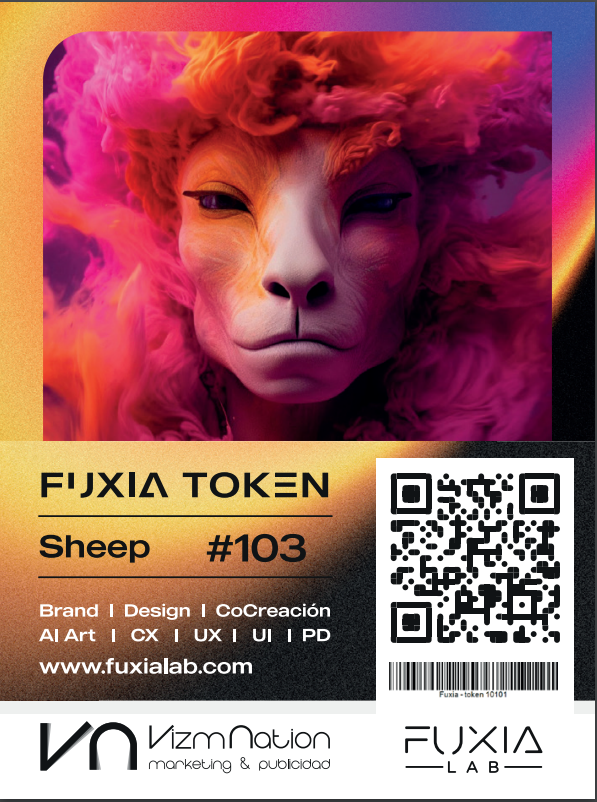 FUXIA TOKEN
Sheep #103
Brand | Design | CoCreación
AI Art | CX | UX | UI | PD
www.fuxialab.com
Fuxia - token 10101
VizmNation
marketing & publicidad
FUXIA
LAB